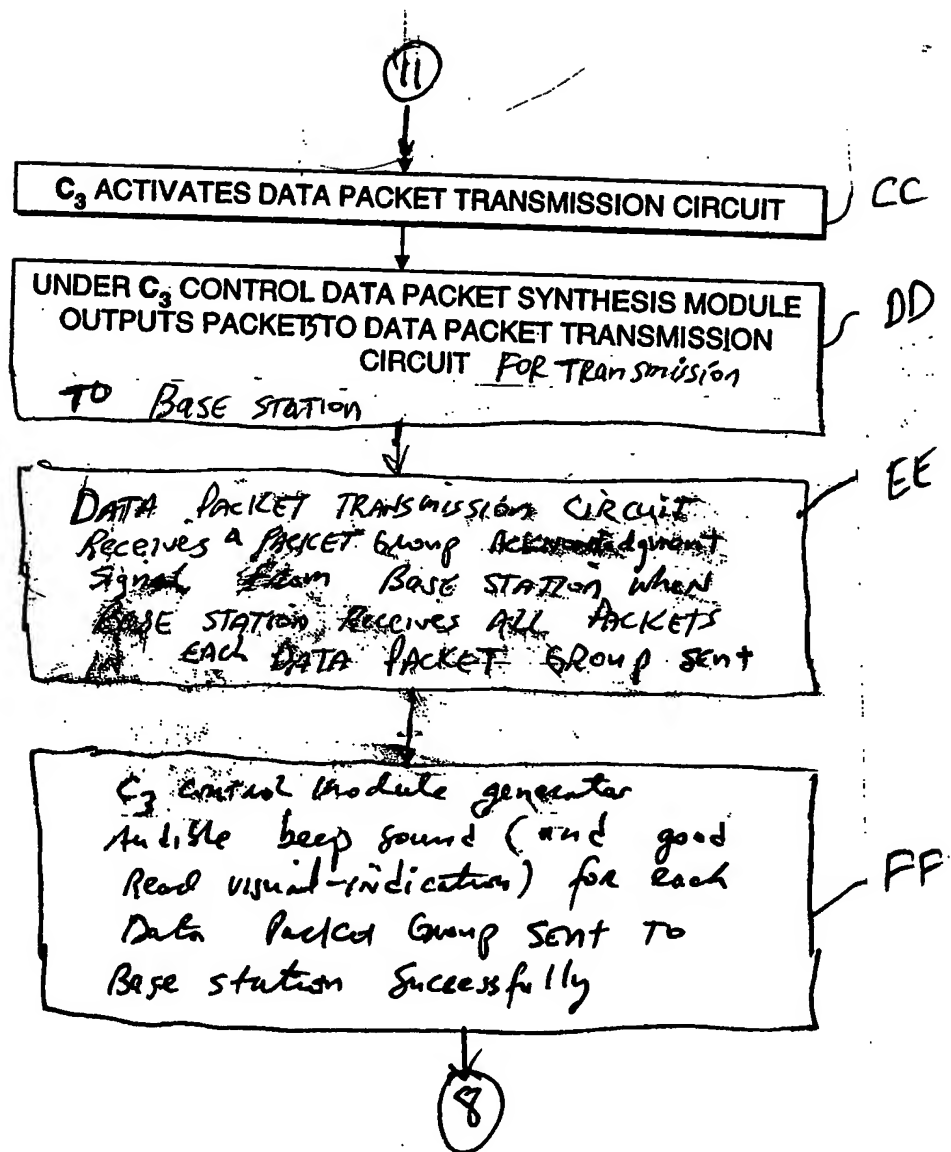 11
C₃ ACTIVATES DATA PACKET TRANSMISSION CIRCUIT
CC
UNDER C₃ CONTROL DATA PACKET SYNTHESIS MODULE
DD
OUTPUTS PACKETS TO DATA PACKET TRANSMISSION
CIRCUIT FOR Transmission
TO Base STATION
EE
DATA PACKET TRANSMISSION CIRCUIT
Receives a PACKET Group Acknowledgment
Signal from BASE STATION when
BASE STATION Receives ALL PACKETS
EACH DATA PACKET GROUP SENT
C₃ control module generates
Audible beep sound (and good
Read visual-indication) for each
FF
Data Packet Group SENT TO
Base station Successfully
8